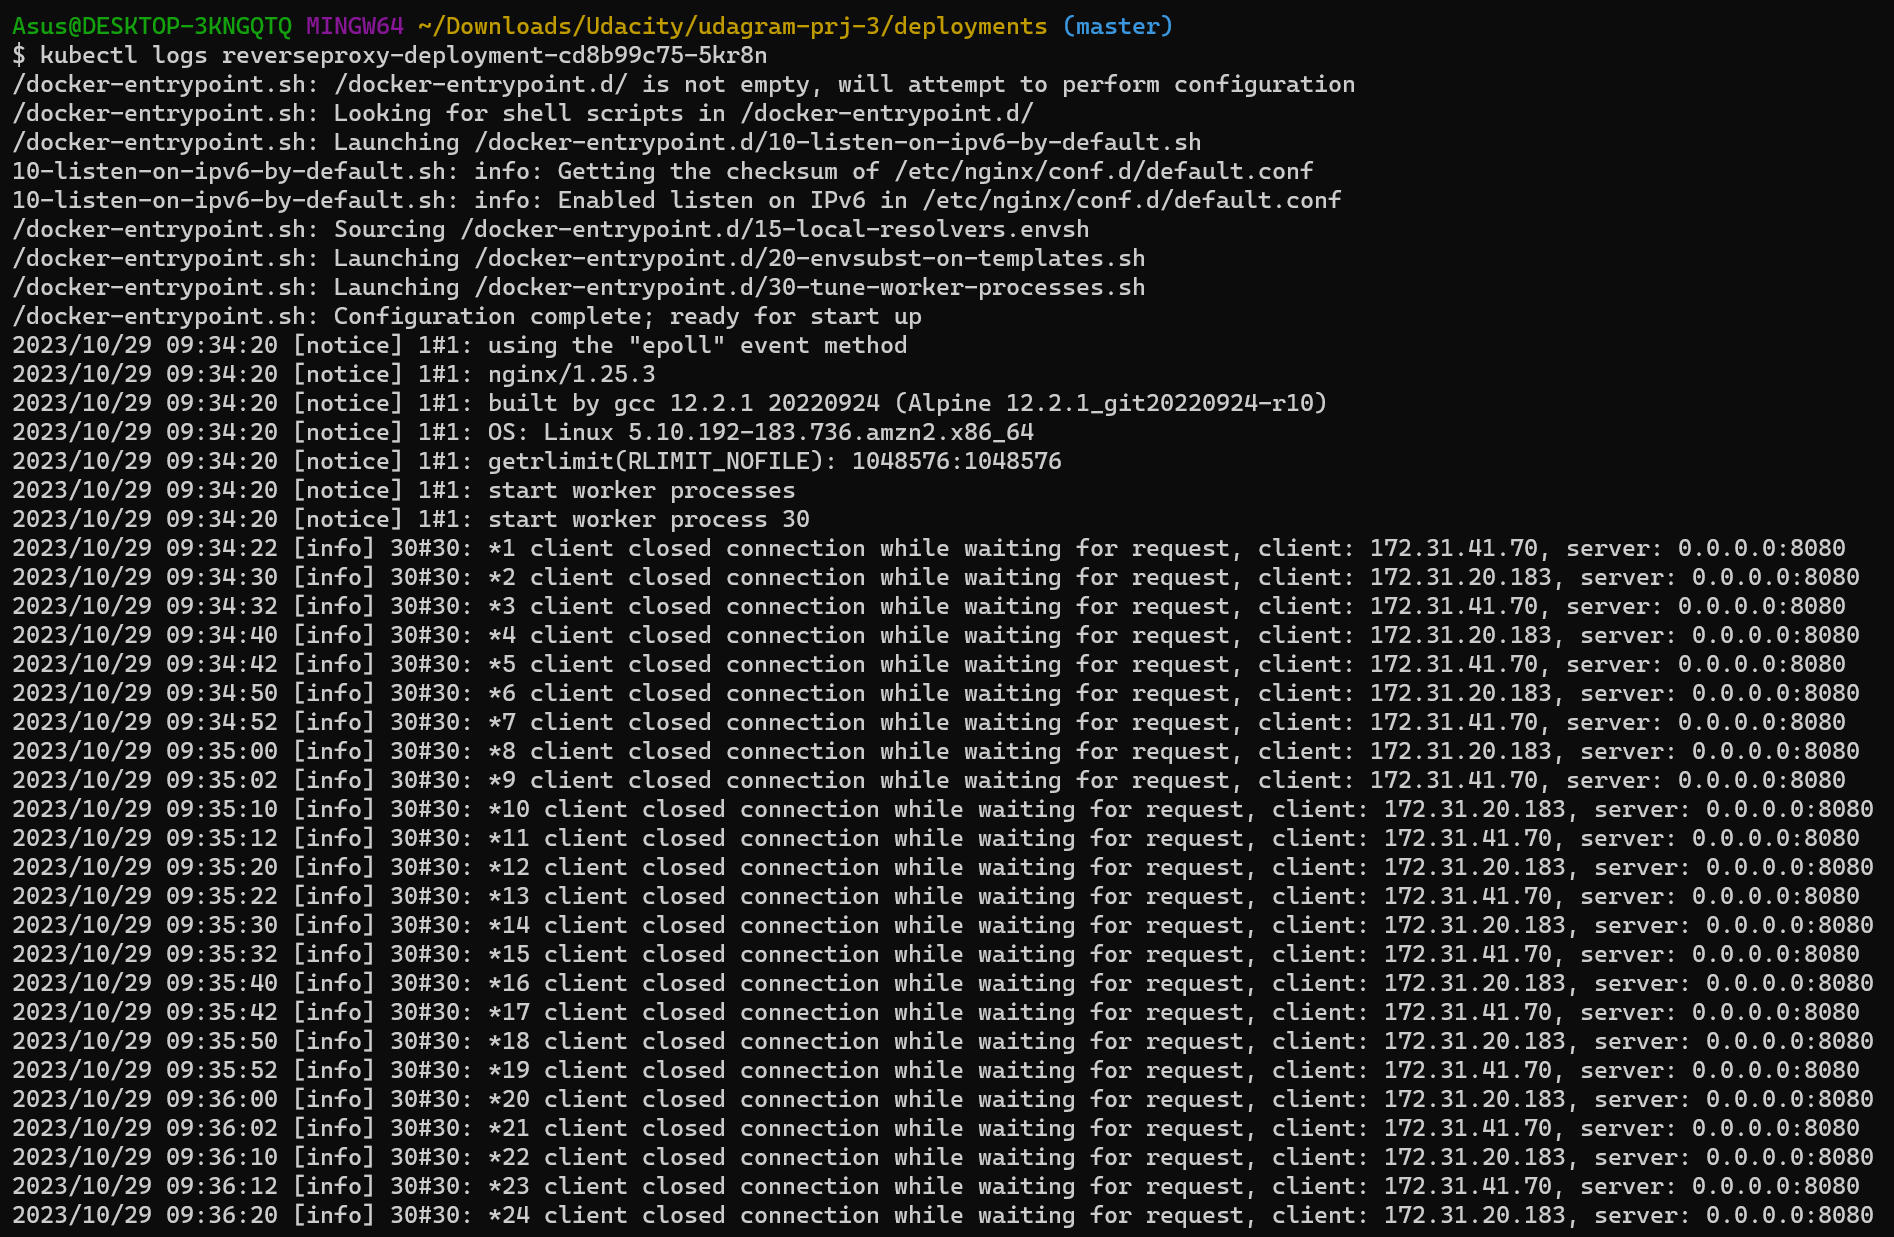 Asus@DESKTOP-3KNGQTQ MINGW64 ~/Downloads/Udacity/udagram-prj-3/deployments (master)
$ kubectl logs reverseproxy-deployment-cd8b99c75-5kr8n
/docker-entrypoint.sh: /docker-entrypoint.d/ is not empty, will attempt to perform configuration
/docker-entrypoint.sh: Looking for shell scripts in /docker-entrypoint.d/
/docker-entrypoint.sh: Launching /docker-entrypoint.d/10-listen-on-ipv6-by-default.sh
10-listen-on-ipv6-by-default.sh: info: Getting the checksum of /etc/nginx/conf.d/default.conf
10-listen-on-ipv6-by-default.sh: info: Enabled listen on IPv6 in /etc/nginx/conf.d/default.conf
/docker-entrypoint.sh: Sourcing /docker-entrypoint.d/15-local-resolvers.envsh
/docker-entrypoint.sh: Launching /docker-entrypoint.d/20-envsubst-on-templates.sh
/docker-entrypoint.sh: Launching /docker-entrypoint.d/30-tune-worker-processes.sh
/docker-entrypoint.sh: Configuration complete; ready for start up
2023/10/29 09:34:20 [notice] 1#1: using the "epoll" event method
2023/10/29 09:34:20 [notice] 1#1: nginx/1.25.3
2023/10/29 09:34:20 [notice] 1#1: built by gcc 12.2.1 20220924 (Alpine 12.2.1_git20220924-r10)
2023/10/29 09:34:20 [notice] 1#1: OS: Linux 5.10.192-183.736.amzn2.x86_64
2023/10/29 09:34:20 [notice] 1#1: getrlimit(RLIMIT_NOFILE): 1048576:1048576
2023/10/29 09:34:20 [notice] 1#1: start worker processes
2023/10/29 09:34:20 [notice] 1#1: start worker process 30
2023/10/29 09:34:22 [info] 30#30: *1 client closed connection while waiting for request, client: 172.31.41.70, server: 0.0.0.0:8080
2023/10/29 09:34:30 [info] 30#30: *2 client closed connection while waiting for request, client: 172.31.20.183, server: 0.0.0.0:8080
2023/10/29 09:34:32 [info] 30#30: *3 client closed connection while waiting for request, client: 172.31.41.70, server: 0.0.0.0:8080
2023/10/29 09:34:40 [info] 30#30: *4 client closed connection while waiting for request, client: 172.31.20.183, server: 0.0.0.0:8080
2023/10/29 09:34:42 [info] 30#30: *5 client closed connection while waiting for request, client: 172.31.41.70, server: 0.0.0.0:8080
2023/10/29 09:34:50 [info] 30#30: *6 client closed connection while waiting for request, client: 172.31.20.183, server: 0.0.0.0:8080
2023/10/29 09:34:52 [info] 30#30: *7 client closed connection while waiting for request, client: 172.31.41.70, server: 0.0.0.0:8080
2023/10/29 09:35:00 [info] 30#30: *8 client closed connection while waiting for request, client: 172.31.20.183, server: 0.0.0.0:8080
2023/10/29 09:35:02 [info] 30#30: *9 client closed connection while waiting for request, client: 172.31.41.70, server: 0.0.0.0:8080
2023/10/29 09:35:10 [info] 30#30: *10 client closed connection while waiting for request, client: 172.31.20.183, server: 0.0.0.0:8080
2023/10/29 09:35:12 [info] 30#30: *11 client closed connection while waiting for request, client: 172.31.41.70, server: 0.0.0.0:8080
2023/10/29 09:35:20 [info] 30#30: *12 client closed connection while waiting for request, client: 172.31.20.183, server: 0.0.0.0:8080
2023/10/29 09:35:22 [info] 30#30: *13 client closed connection while waiting for request, client: 172.31.41.70, server: 0.0.0.0:8080
2023/10/29 09:35:30 [info] 30#30: *14 client closed connection while waiting for request, client: 172.31.20.183, server: 0.0.0.0:8080
2023/10/29 09:35:32 [info] 30#30: *15 client closed connection while waiting for request, client: 172.31.41.70, server: 0.0.0.0:8080
2023/10/29 09:35:40 [info] 30#30: *16 client closed connection while waiting for request, client: 172.31.20.183, server: 0.0.0.0:8080
2023/10/29 09:35:42 [info] 30#30: *17 client closed connection while waiting for request, client: 172.31.41.70, server: 0.0.0.0:8080
2023/10/29 09:35:50 [info] 30#30: *18 client closed connection while waiting for request, client: 172.31.20.183, server: 0.0.0.0:8080
2023/10/29 09:35:52 [info] 30#30: *19 client closed connection while waiting for request, client: 172.31.41.70, server: 0.0.0.0:8080
2023/10/29 09:36:00 [info] 30#30: *20 client closed connection while waiting for request, client: 172.31.20.183, server: 0.0.0.0:8080
2023/10/29 09:36:02 [info] 30#30: *21 client closed connection while waiting for request, client: 172.31.41.70, server: 0.0.0.0:8080
2023/10/29 09:36:10 [info] 30#30: *22 client closed connection while waiting for request, client: 172.31.20.183, server: 0.0.0.0:8080
2023/10/29 09:36:12 [info] 30#30: *23 client closed connection while waiting for request, client: 172.31.41.70, server: 0.0.0.0:8080
2023/10/29 09:36:20 [info] 30#30: *24 client closed connection while waiting for request, client: 172.31.20.183, server: 0.0.0.0:8080